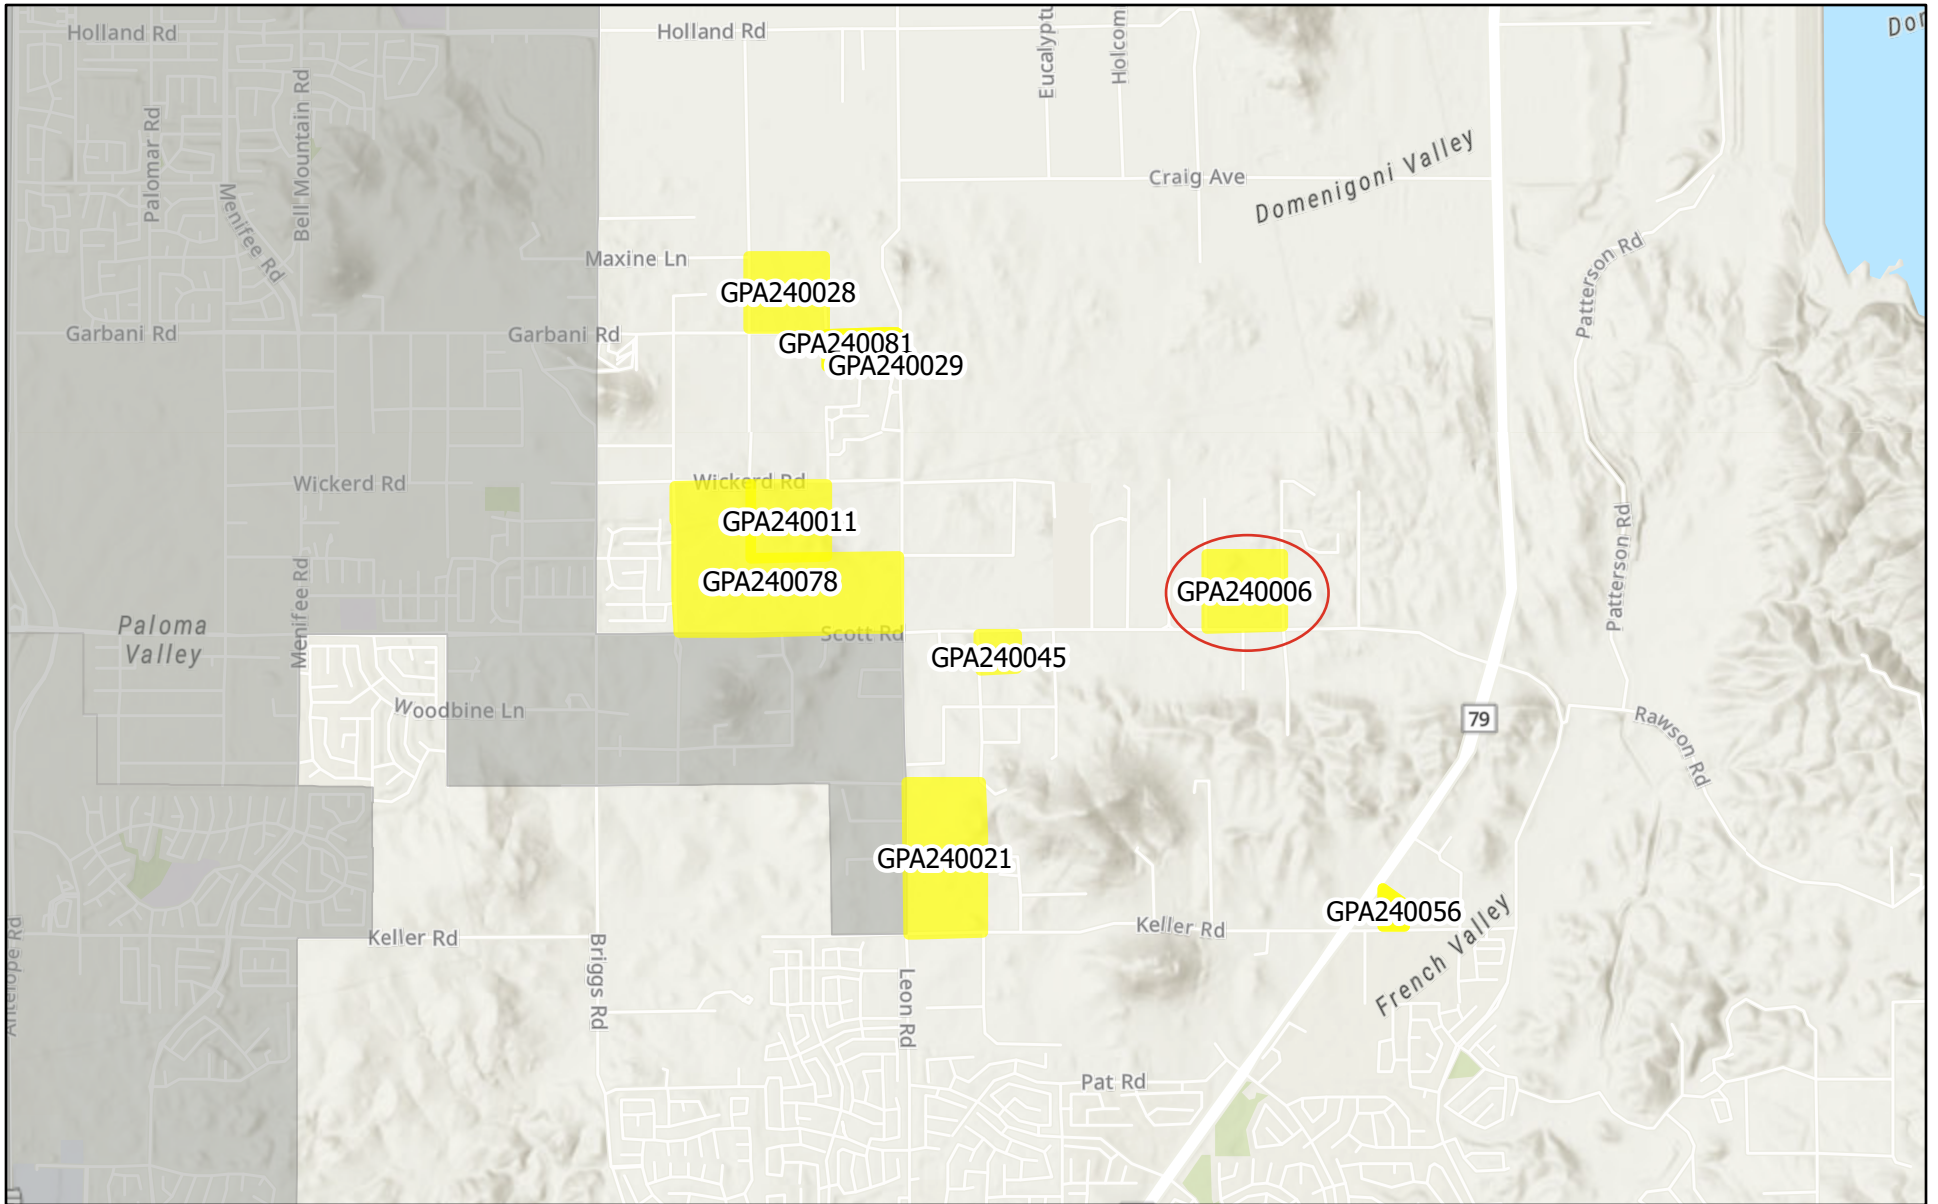 Holland Rd
Holland Rd
Palomar Rd
Bell Mountain Rd
Menifee Rd
Craig Ave
Domenigoni Valley
Patterson Rd
Maxine Ln
GPA240028
Garbani Rd
Garbani Rd
GPA240081
GPA240029
Wickerd Rd
Wickerd Rd
GPA240011
Patterson Rd
GPA240078
GPA240006
Menifee Rd
Paloma
Valley
Scott Rd
GPA240045
Woodbine Ln
79
Rawson Rd
GPA240021
GPA240056
Keller Rd
Keller Rd
French Valley
Antelope Rd
Briggs Rd
Leon Rd
Pat Rd